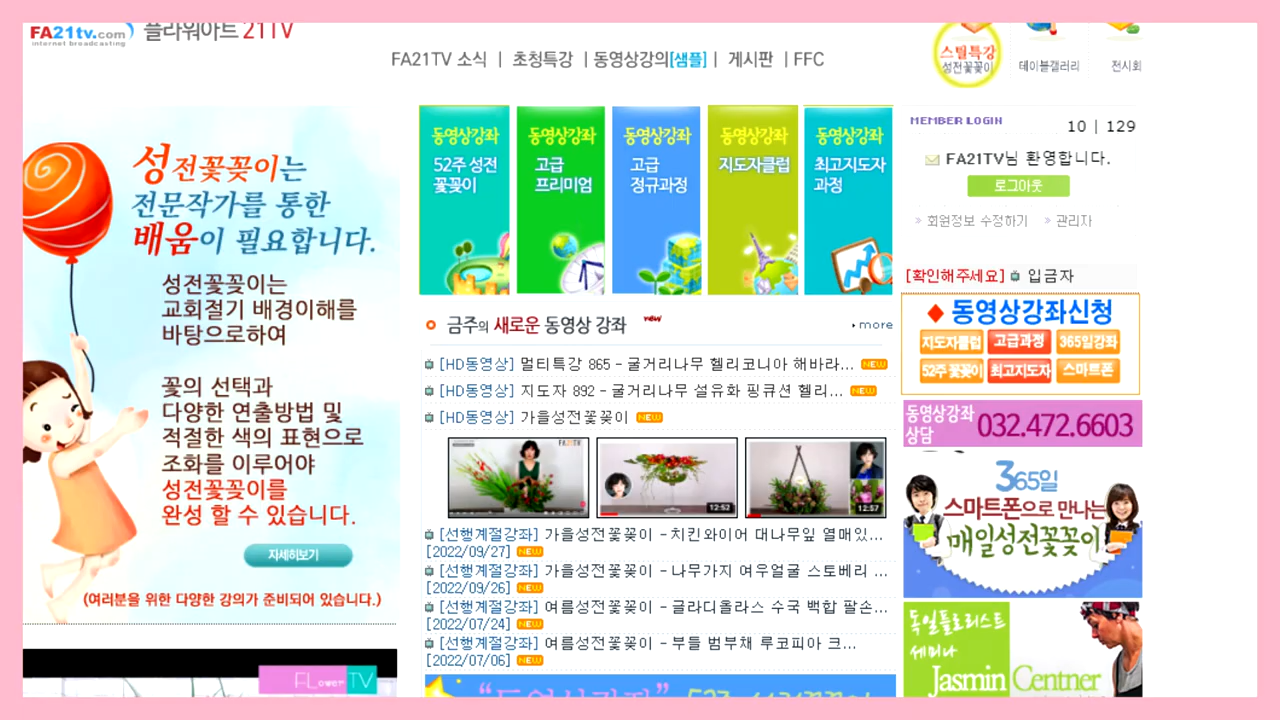 FA21tv.com
internet broadcasting
플라워아트 21TV
FA21TV 소식 | 초청특강 | 동영상강의[샘플] | 게시판 | FFC
스틸특강
성전꽃꽂이
테이블갤러리
전시회
성전꽃꽂이는
전문작가를 통한
배움이 필요합니다.
성전꽃꽂이는
교회절기 배경이해를
바탕으로하여
꽃의 선택과
다양한 연출방법 및
적절한 색의 표현으로
조화를 이루어야
성전꽃꽂이를
완성 할 수 있습니다.
자세히보기
(여러분을 위한 다양한 강의가 준비되어 있습니다.)
FLower TV
동영상강좌
52주 성전
꽃꽂이
동영상강좌
고급
프리미엄
동영상강좌
고급
정규과정
동영상강좌
지도자클럽
동영상강좌
최고지도자
과정
금주의 새로운 동영상 강좌 new
more
[HD동영상] 멀티특강 865 - 굴거리나무 헬리코니아 해바라... NEW
[HD동영상] 지도자 892 - 굴거리나무 설유화 핑큐션 헬리... NEW
[HD동영상] 가을성전꽃꽂이 NEW
FA21TV
12:52
12:57
[선행계절강좌] 가을성전꽃꽂이 - 치킨와이어 대나무잎 열매있...
[2022/09/27] NEW
[선행계절강좌] 가을성전꽃꽂이 - 나무가지 여우얼굴 스토베리 ...
[2022/09/26] NEW
[선행계절강좌] 여름성전꽃꽂이 - 글라디올라스 수국 백합 팔손...
[2022/07/24] NEW
[선행계절강좌] 여름성전꽃꽂이 - 부들 범부채 루코피아 크...
[2022/07/06] NEW
MEMBER LOGIN
10 | 129
FA21TV님 환영합니다.
로그아웃
회원정보 수정하기
관리자
[확인해주세요] 입금자
동영상강좌신청
지도자클럽 고급과정 365일강좌
52주 꽃꽂이 최고지도자 스마트폰
동영상강좌
상담
032.472.6603
365일
스마트폰으로 만나는
매일성전꽃꽂이
독일플로리스트
세미나
Jasmin Centner